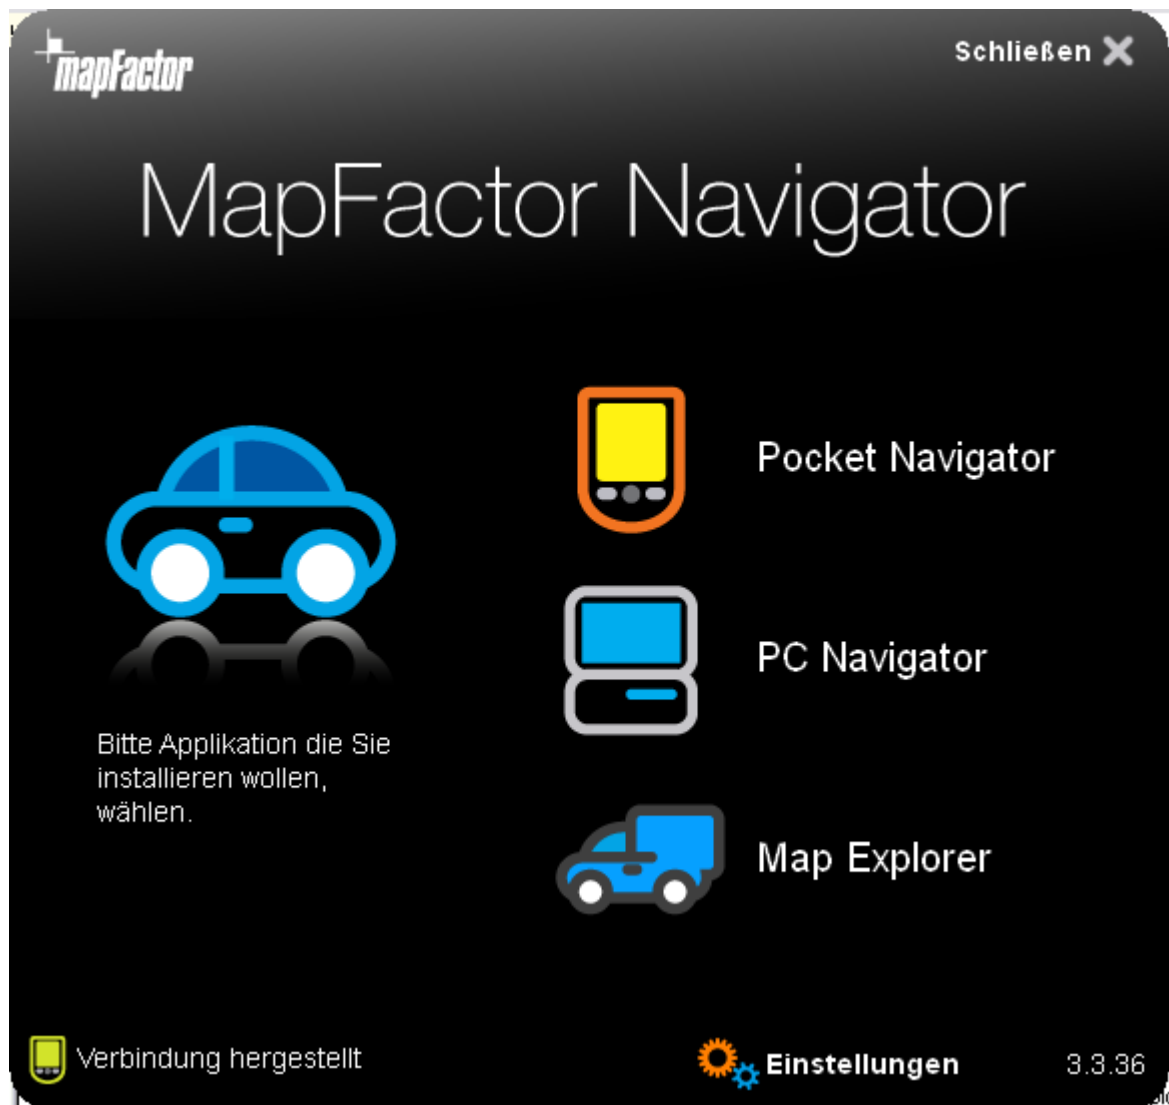 mapFactor
Schließen
MapFactor Navigator
Pocket Navigator
PC Navigator
Bitte Applikation die Sie
installieren wollen,
wählen.
Map Explorer
Verbindung hergestellt
Einstellungen
3.3.36